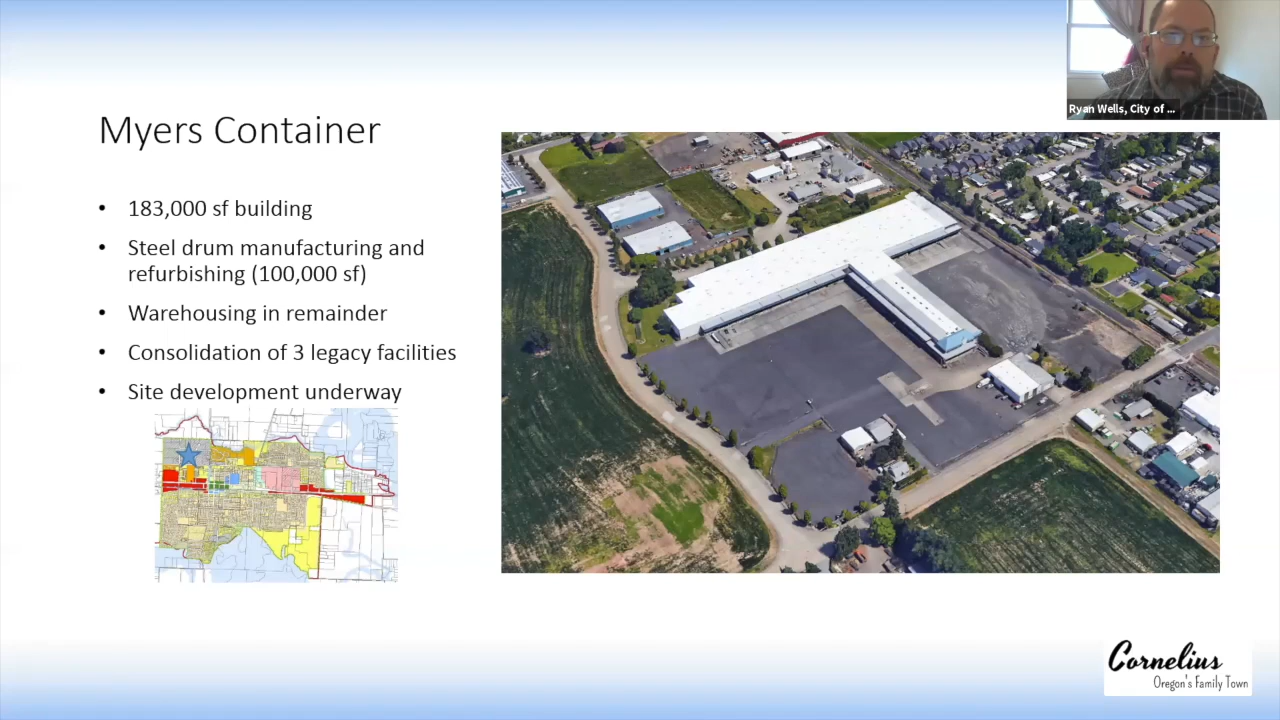 Ryan Wells, City of ...
Myers Container
• 183,000 sf building
• Steel drum manufacturing and
refurbishing (100,000 sf)
• Warehousing in remainder
• Consolidation of 3 legacy facilities
• Site development underway
Cornelius
Oregon's Family Town